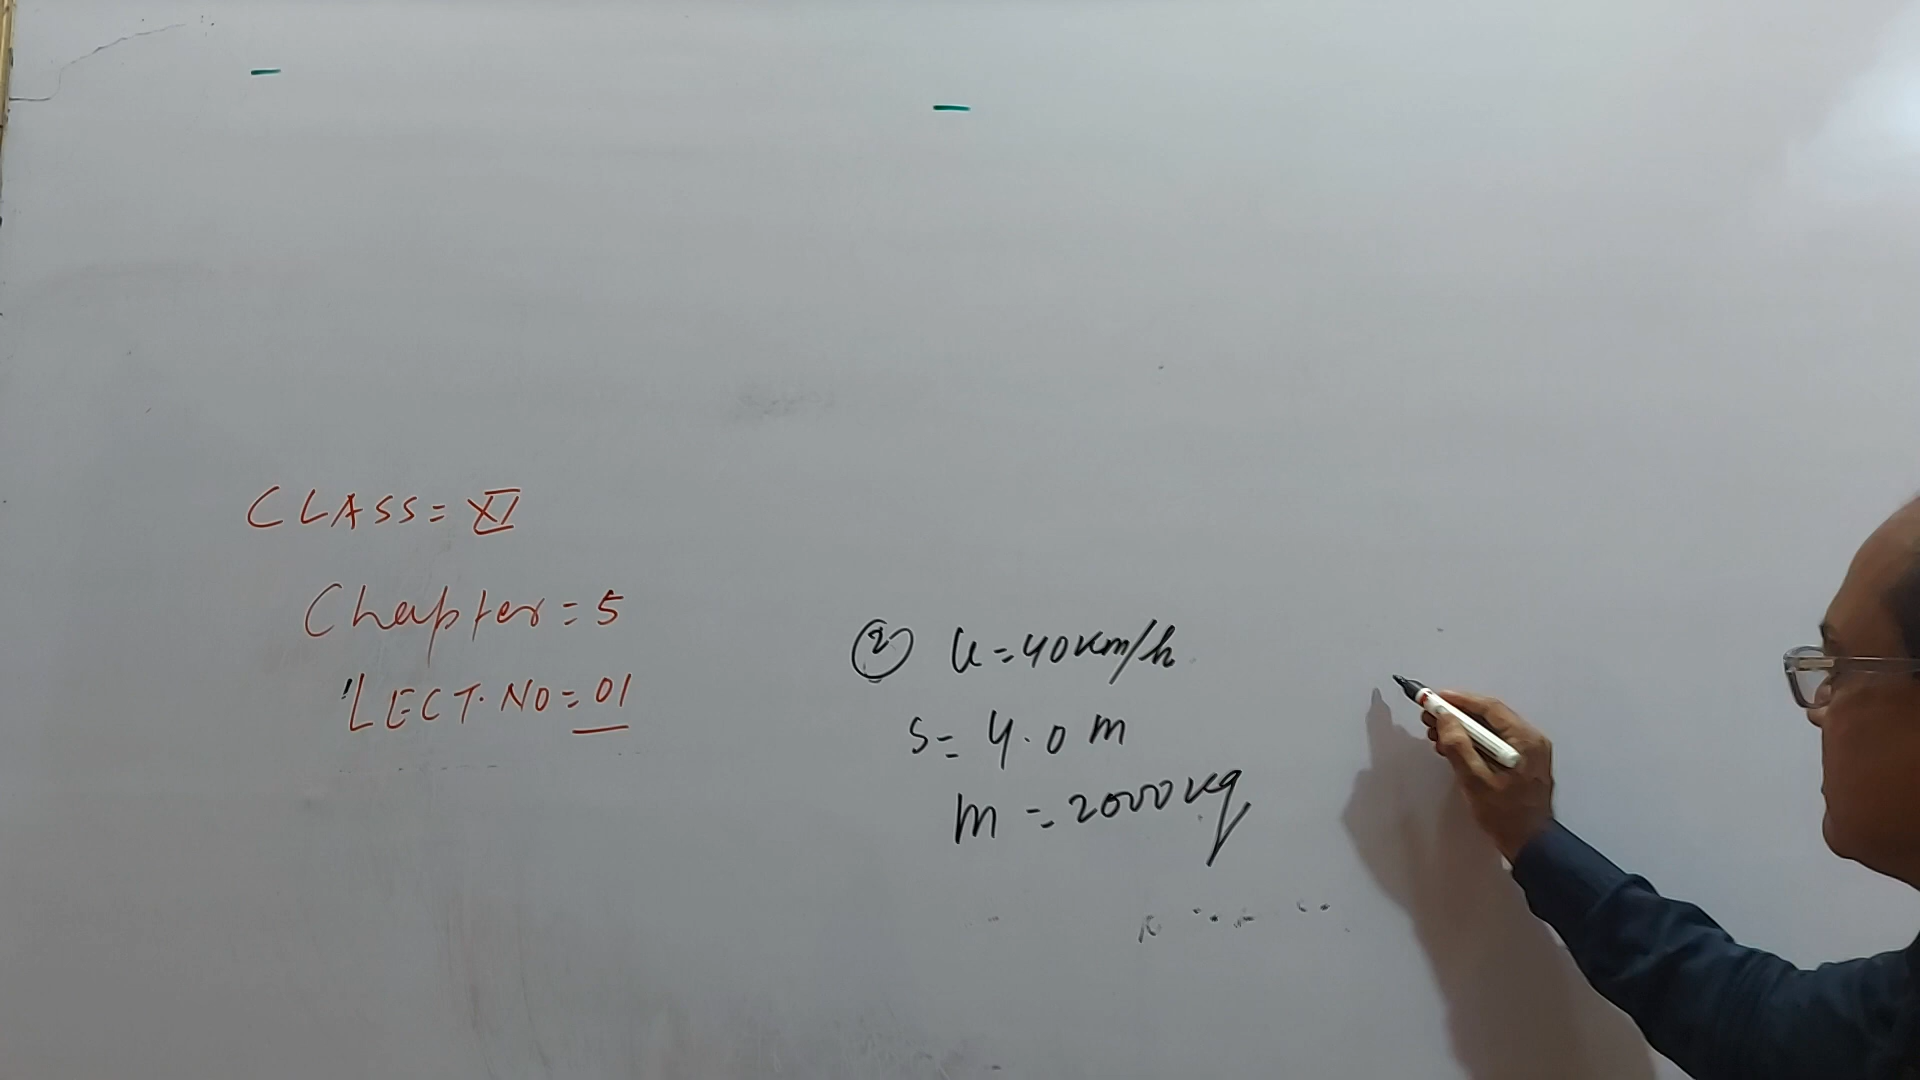 CLASS = XI
Chapter = 5
LECT. NO = 01
② u = 40 km/h
S = 4.0 m
m = 2000 kg